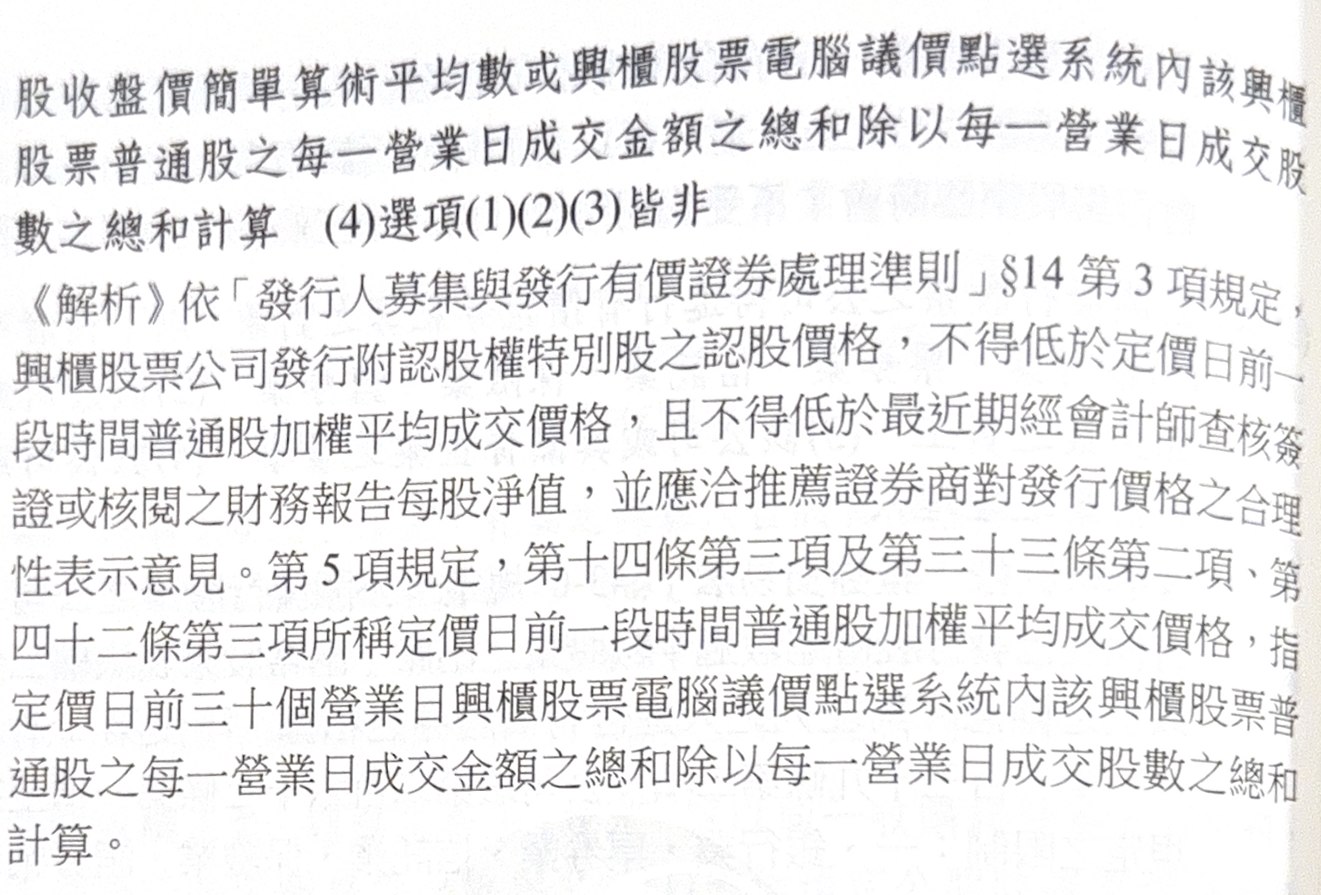 股收盤價簡單算術平均數或興櫃股票電腦議價點選系統內該興櫃
股票普通股之每一營業日成交金額之總和除以每一營業日成交股
數之總和計算　(4)選項(1)(2)(3)皆非
《解析》依「發行人募集與發行有價證券處理準則」§14 第 3 項規定，
興櫃股票公司發行附認股權特別股之認股價格，不得低於定價日前一
段時間普通股加權平均成交價格，且不得低於最近期經會計師查核簽
證或核閱之財務報告每股淨值，並應洽推薦證券商對發行價格之合理
性表示意見。第 5 項規定，第十四條第三項及第三十三條第二項、第
四十二條第三項所稱定價日前一段時間普通股加權平均成交價格，指
定價日前三十個營業日興櫃股票電腦議價點選系統內該興櫃股票普
通股之每一營業日成交金額之總和除以每一營業日成交股數之總和
計算。